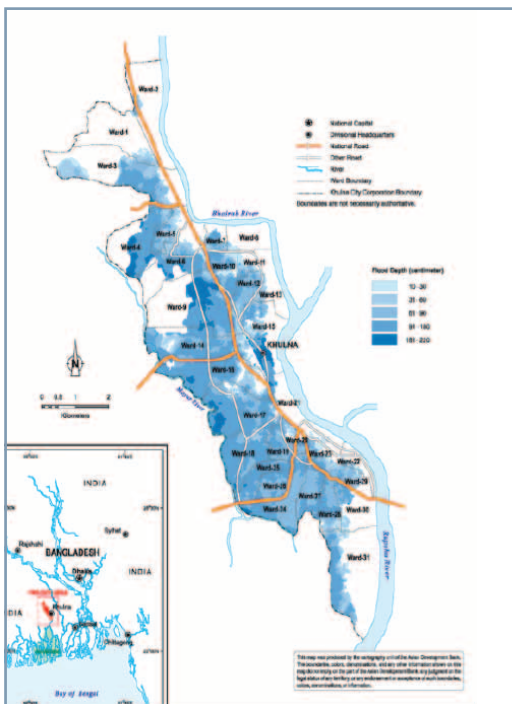 Ward-2
Ward-1
Ward-3
National Capital
Divisional Headquarters
National Road
Other Road
River
Ward Boundary
Khulna City Corporation Boundary
Boundaries are not necessarily authoritative.
Bhairab River
Ward-4
Ward-7
Ward-8
Ward-10
Ward-11
Ward-12
Ward-9
Ward-13
KHULNA
Ward-14
Ward-16
Flood Depth (centimeter)
10 - 30
31 - 60
61 - 90
91 - 180
N
0 0.5 1
Kilometers
Ward-21
Ward-17
Ward-18
Ward-19
Ward-25
Ward-26
Ward-24
Ward-27
Ward-28
Ward-22
Ward-29
Ward-30
Ward-31
Rupsha River
INDIA
Sylhet
Rajshahi
BANGLADESH
Dhaka
INDIA
INDIA
Khulna
Chittagong
Bay of Bengal
This map was produced by the cartography unit of the Asian Development Bank.
The boundaries, colors, denominations, and any other information shown on this
map do not imply, on the part of the Asian Development Bank, any judgment on the
legal status of any territory, or any endorsement or acceptance of such boundaries,
colors, denominations, or information.